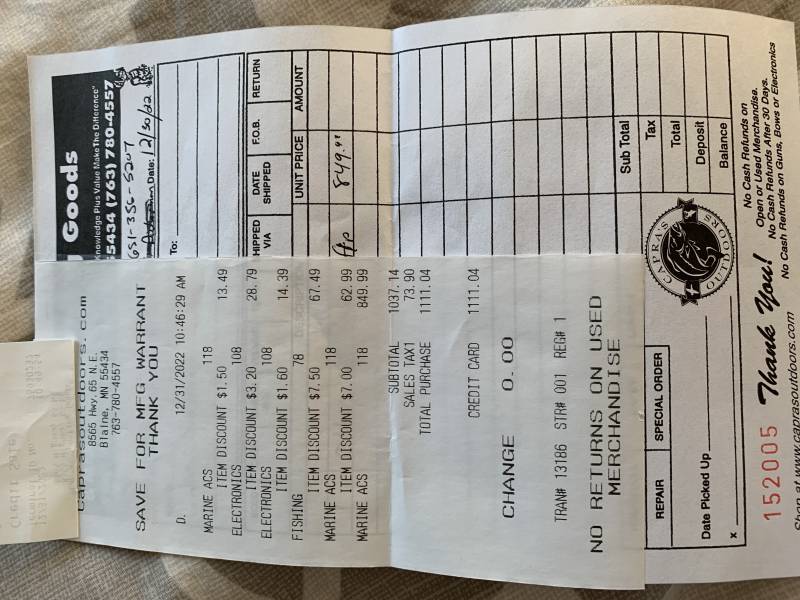 Goods
Knowledge Plus Value Make The Difference"
55434 (763) 780-4557
651-356-5207
Date: 12/30/22
To:
SHIPPED VIA
DATE SHIPPED
F.O.B.
RETURN
UNIT PRICE
AMOUNT
849.99
Sub Total
Tax
Total
Deposit
Balance
CAPRA'S OUTDOORS
REPAIR
SPECIAL ORDER
Date Picked Up
x
No Cash Refunds on
Open or Used Merchandise.
No Cash Refunds After 30 Days.
No Cash Refunds on Guns, Bows or Electronics
152005
Thank You!
Shop at www.caprasoutdoors.com
caprasoutdoors.com
8565 Hwy. 65 N.E.
Blaine, MN 55434
763-780-4557
SAVE FOR MFG WARRANT
THANK YOU
D. 12/31/2022 10:46:29 AM
MARINE ACS 118 13.49
ITEM DISCOUNT $1.50
ELECTRONICS 108 28.79
ITEM DISCOUNT $3.20
ELECTRONICS 108 14.39
ITEM DISCOUNT $1.60
FISHING 78 67.49
ITEM DISCOUNT $7.50
MARINE ACS 118 62.99
ITEM DISCOUNT $7.00
MARINE ACS 118 849.99
SUBTOTAL 1037.14
SALES TAX1 73.90
TOTAL PURCHASE 1111.04
CREDIT CARD 1111.04
CHANGE 0.00
TRAN# 13186 STR# 001 REG# 1
NO RETURNS ON USED
MERCHANDISE